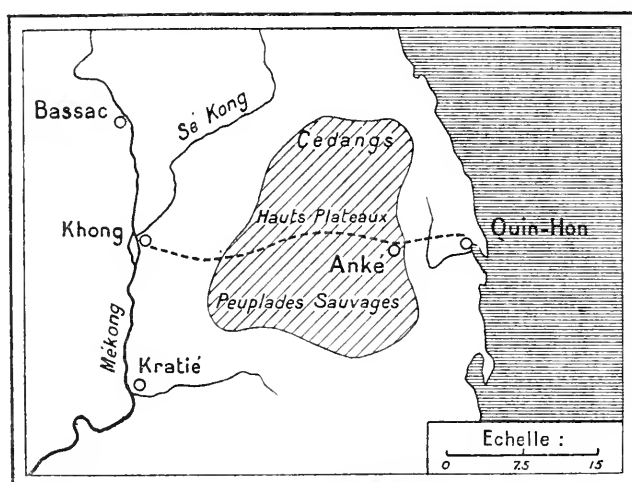 Bassac
Sé Kong
Cédangs
Hauts Plateaux
Khong
Quin-Hon
Anké
Peuplades Sauvages
Mékong
Kratié
Echelle :
0 7.5 15